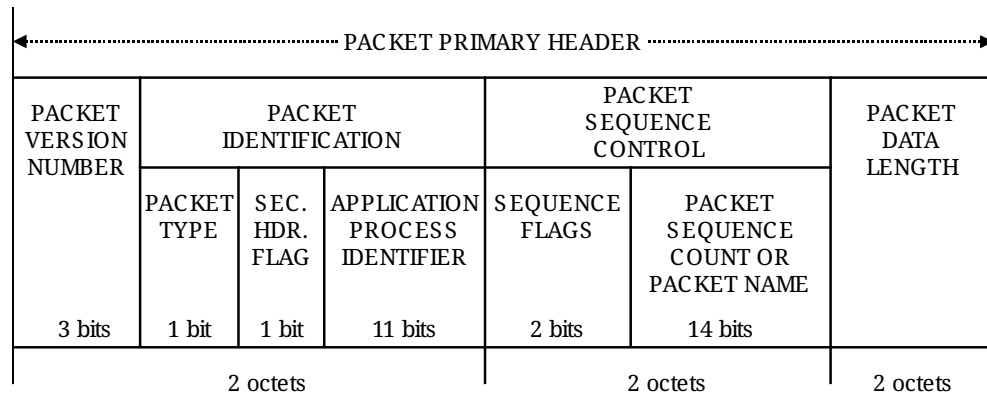 PACKET PRIMARY HEADER
PACKET
VERSION
NUMBER
PACKET
IDENTIFICATION
PACKET
SEQUENCE
CONTROL
PACKET
DATA
LENGTH
PACKET
TYPE
SEC.
HDR.
FLAG
APPLICATION
PROCESS
IDENTIFIER
SEQUENCE
FLAGS
PACKET
SEQUENCE
COUNT OR
PACKET NAME
3 bits
1 bit
1 bit
11 bits
2 bits
14 bits
2 octets
2 octets
2 octets